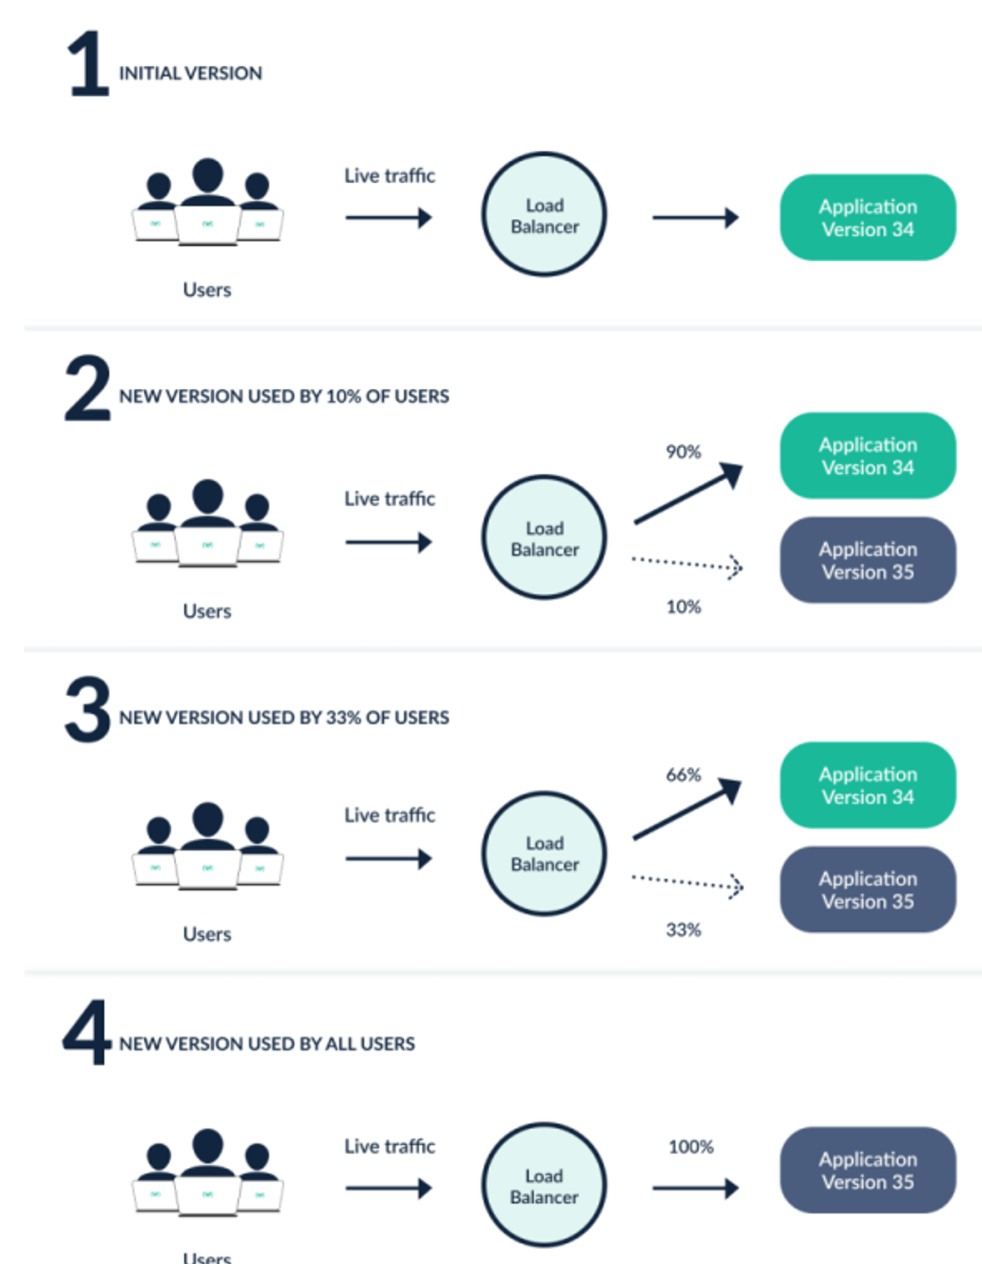 1 INITIAL VERSION
Live traffic
Load
Balancer
Application
Version 34
Users
2 NEW VERSION USED BY 10% OF USERS
90%
Application
Version 34
Live traffic
Load
Balancer
Application
Version 35
10%
Users
3 NEW VERSION USED BY 33% OF USERS
66%
Application
Version 34
Live traffic
Load
Balancer
Application
Version 35
33%
Users
4 NEW VERSION USED BY ALL USERS
Live traffic
100%
Load
Balancer
Application
Version 35
Users